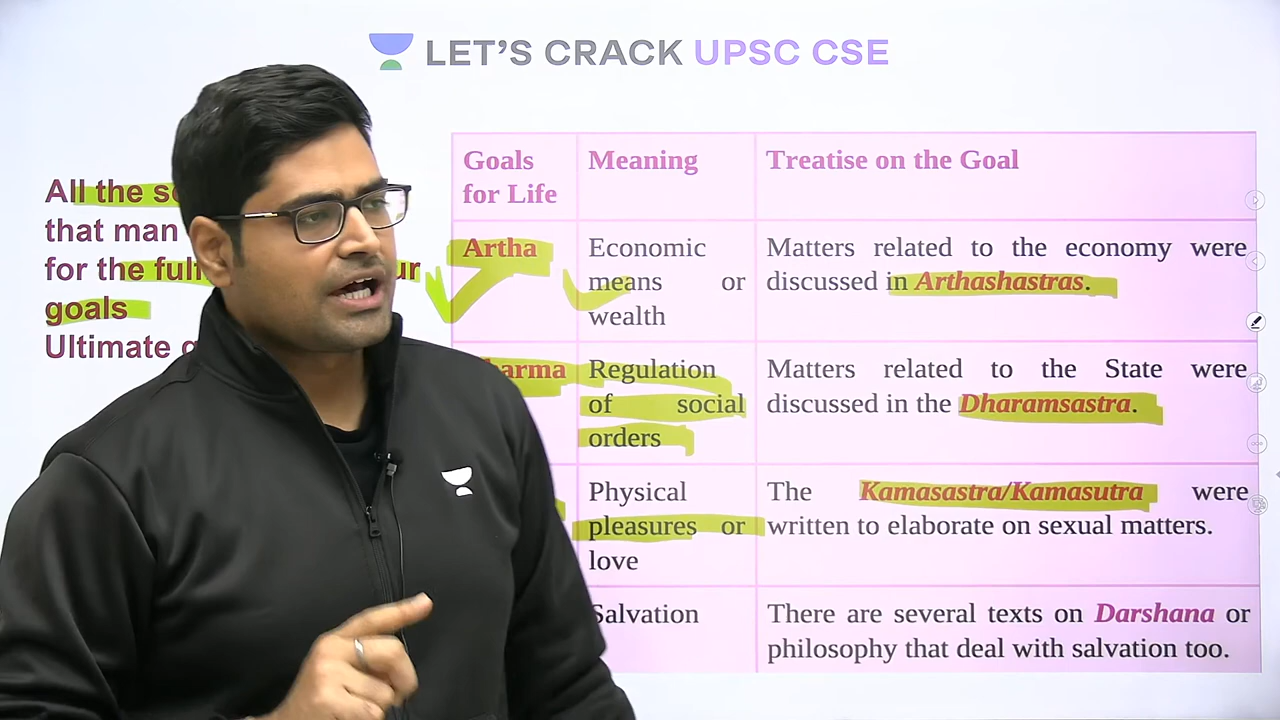 LET'S CRACK UPSC CSE
All the
that man
for the
goals
Ultimate
Goals
for Life
Meaning
Treatise on the Goal
Artha
Economic
means or
wealth
Matters related to the economy were
discussed in Arthashastras.
Regulation
of social
orders
Matters related to the State were
discussed in the Dharamsastra.
Physical
pleasures or
love
The Kamasastra/Kamasutra were
written to elaborate on sexual matters.
Salvation
There are several texts on Darshana or
philosophy that deal with salvation too.